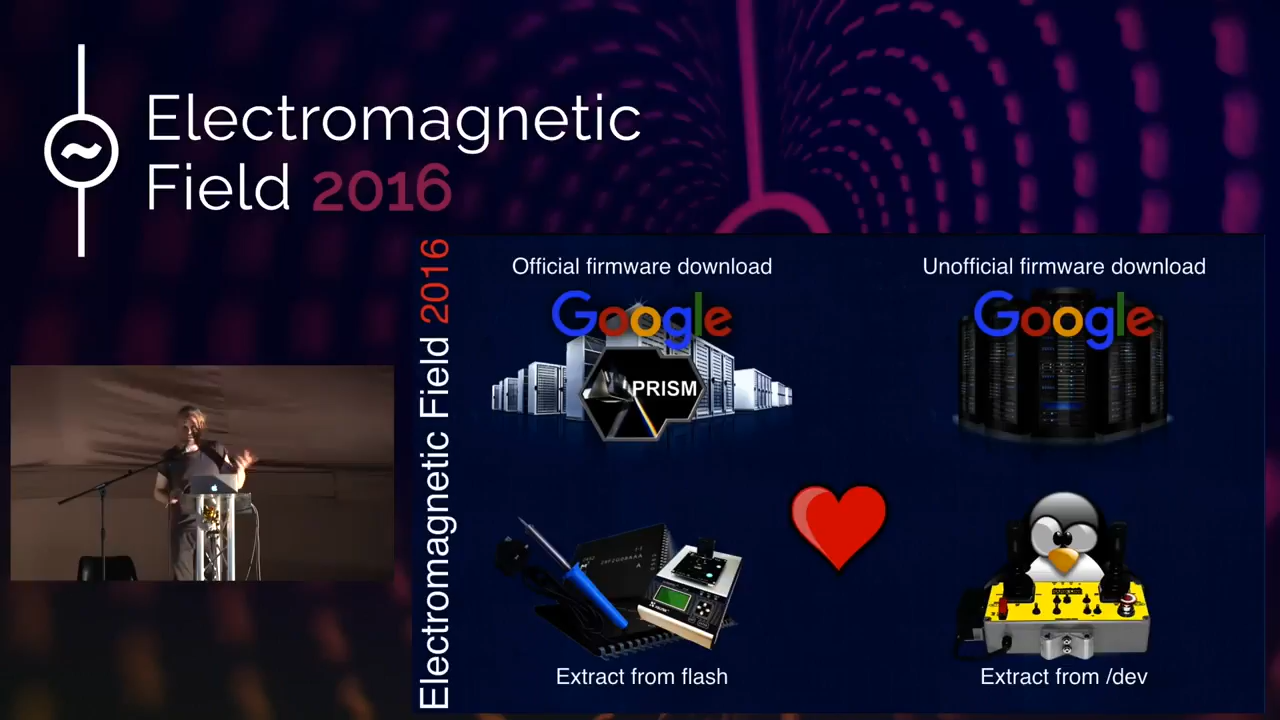 Electromagnetic
Field 2016
Electromagnetic Field 2016
Official firmware download
Unofficial firmware download
Google
Google
PRISM
Extract from flash
Extract from /dev